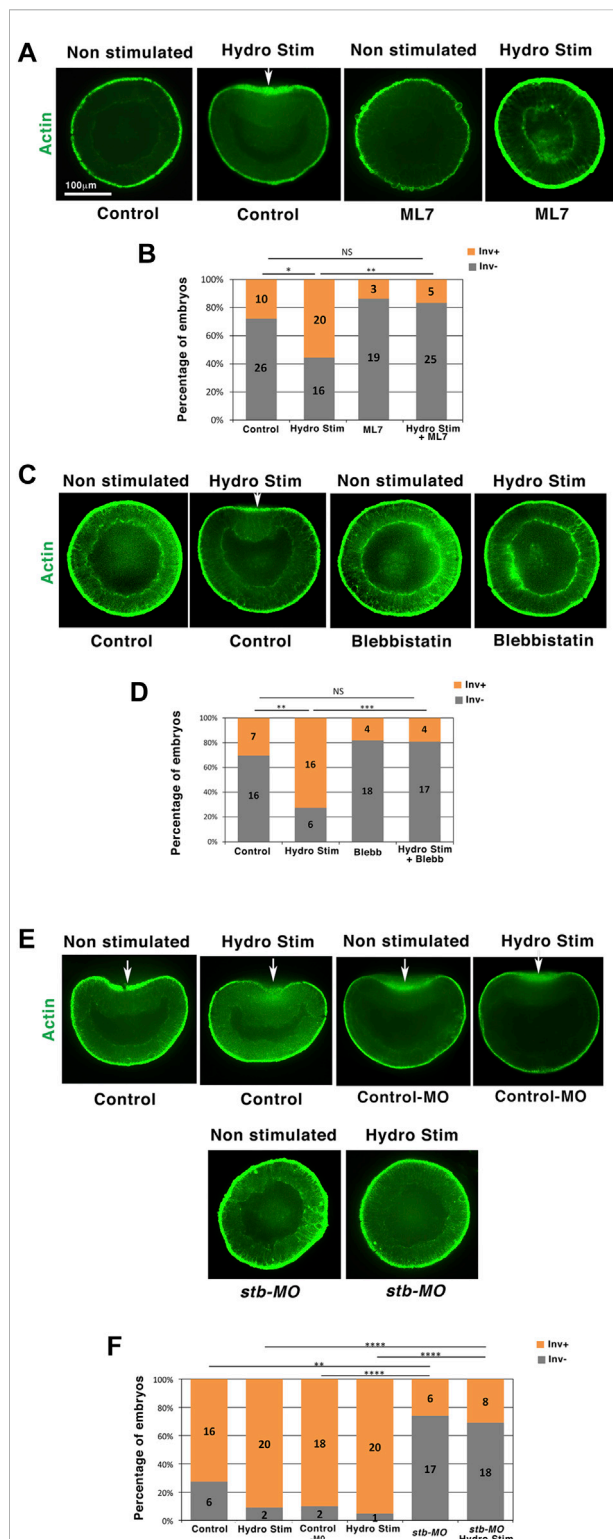 A
Non stimulated Hydro Stim Non stimulated Hydro Stim
Actin
100µm
Control Control ML7 ML7
B
Inv+
Inv-
NS
* **
Percentage of embryos
100%
80%
60%
40%
20%
0%
10 20 3 5
26 16 19 25
Control Hydro Stim ML7 Hydro Stim
+ ML7
C
Non stimulated Hydro Stim Non stimulated Hydro Stim
Actin
Control Control Blebbistatin Blebbistatin
D
Inv+
Inv-
NS
** ***
Percentage of embryos
100%
80%
60%
40%
20%
0%
7 16 4 4
16 6 18 17
Control Hydro Stim Blebb Hydro Stim
+ Blebb
E
Non stimulated Hydro Stim Non stimulated Hydro Stim
Actin
Control Control Control-MO Control-MO
Non stimulated Hydro Stim
stb-MO stb-MO
F
Inv+
Inv-
****
****
**
****
Percentage of embryos
100%
80%
60%
40%
20%
0%
16 20 18 20 6 8
6 2 2 1 17 18
Control Hydro Stim Control Hydro Stim stb-MO stb-MO
Hydro Stim